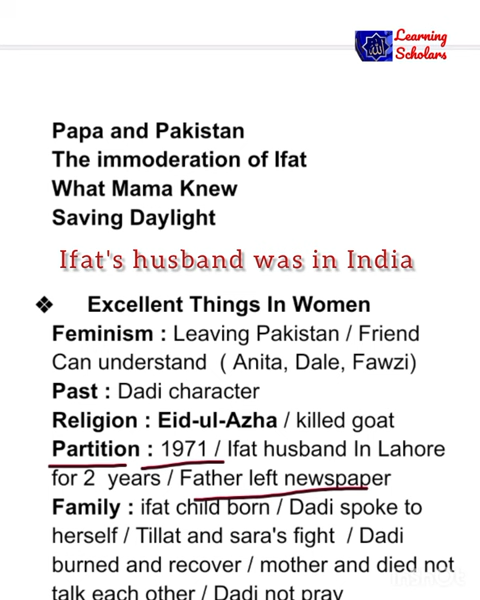 Learning
Scholars
Papa and Pakistan
The immoderation of Ifat
What Mama Knew
Saving Daylight
Ifat's husband was in India
❖ Excellent Things In Women
Feminism : Leaving Pakistan / Friend
Can understand ( Anita, Dale, Fawzi)
Past : Dadi character
Religion : Eid-ul-Azha / killed goat
Partition : 1971 / Ifat husband In Lahore
for 2 years / Father left newspaper
Family : ifat child born / Dadi spoke to
herself / Tillat and sara's fight / Dadi
burned and recover / mother and died not
talk each other / Dadi not pray